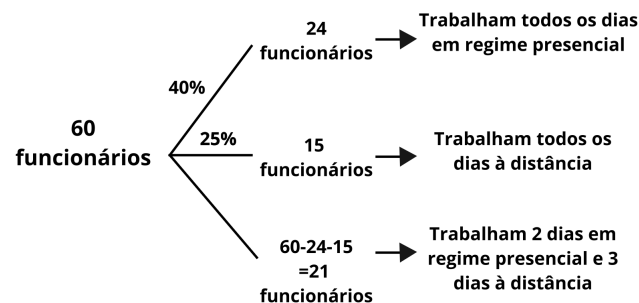 60
funcionários
40%
25%
24
funcionários
Trabalham todos os dias
em regime presencial
15
funcionários
Trabalham todos os
dias à distância
60-24-15
=21
funcionários
Trabalham 2 dias em
regime presencial e 3
dias à distância